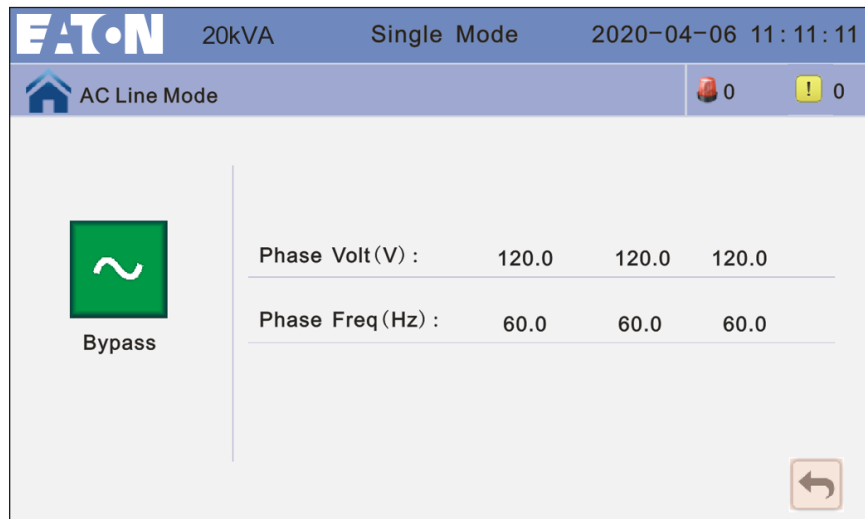 EATON 20kVA Single Mode 2020-04-06 11:11:11
AC Line Mode 0 ! 0
Phase Volt(V): 120.0 120.0 120.0
Phase Freq(Hz): 60.0 60.0 60.0
Bypass